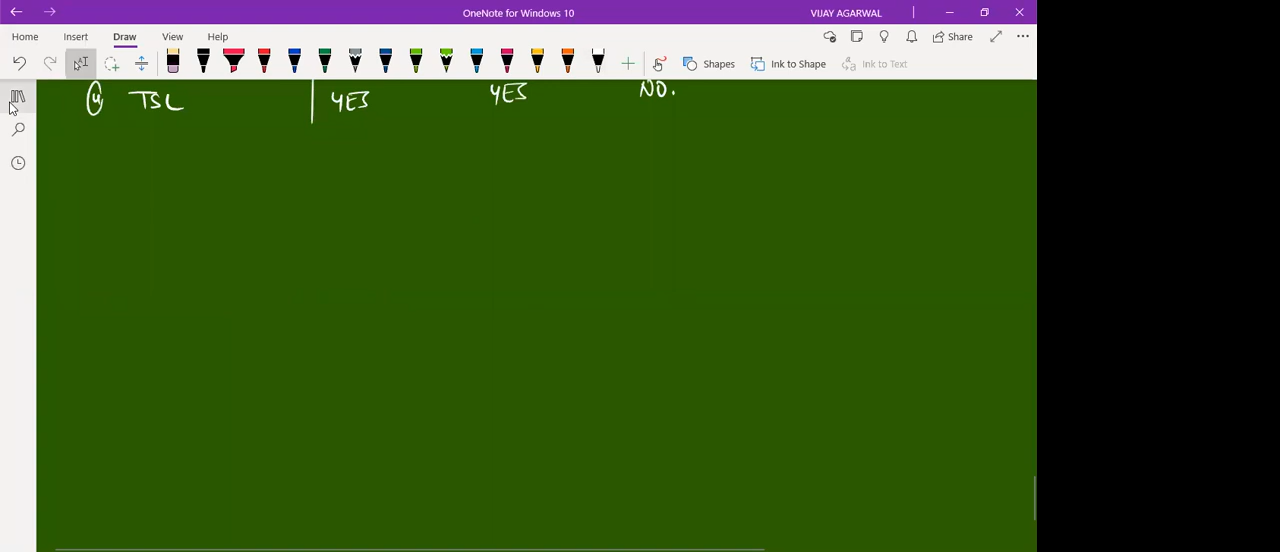 OneNote for Windows 10
VIJAY AGARWAL
Home Insert Draw View Help
Share
Shapes Ink to Shape Ink to Text
④ TSL YES YES NO.